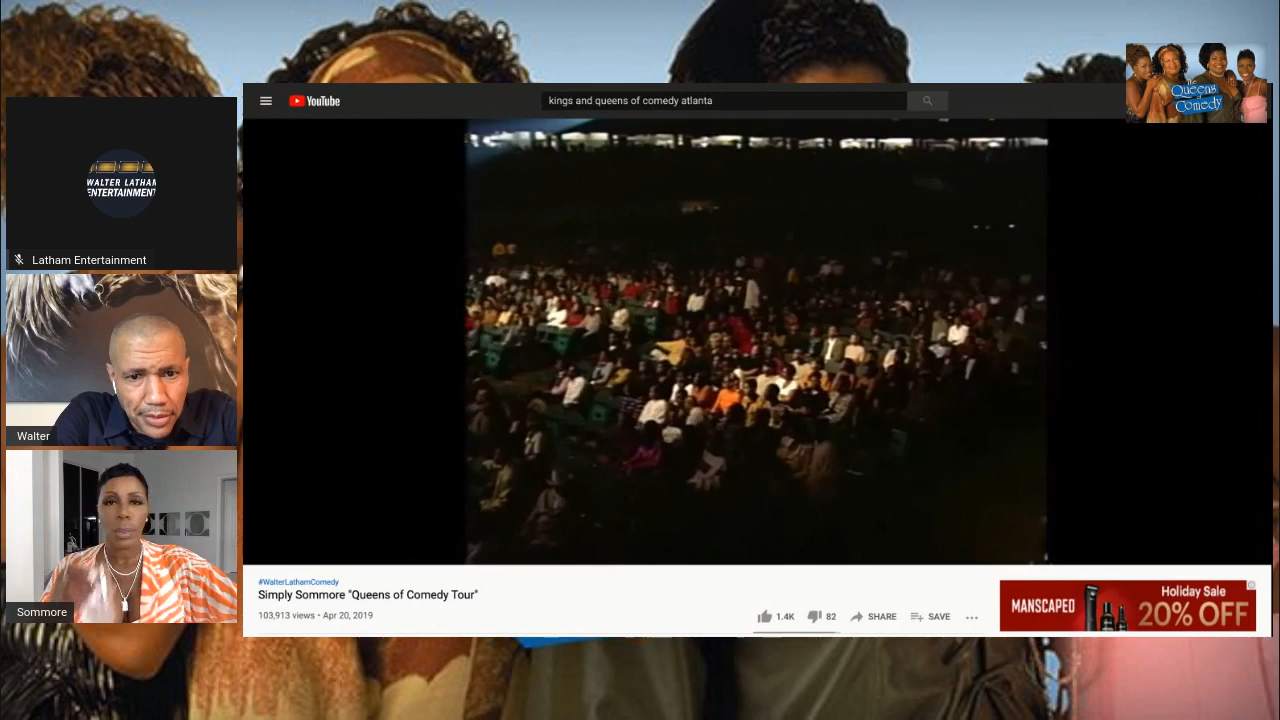 YouTube
kings and queens of comedy atlanta
The
Queens
of
Comedy
WALTER LATHAM
ENTERTAINMENT
Latham Entertainment
Walter
Sommore
#WalterLathamComedy
Simply Sommore "Queens of Comedy Tour"
103,913 views • Apr 20, 2019
1.4K
82
SHARE
SAVE
MANSCAPED
Holiday Sale
20% OFF